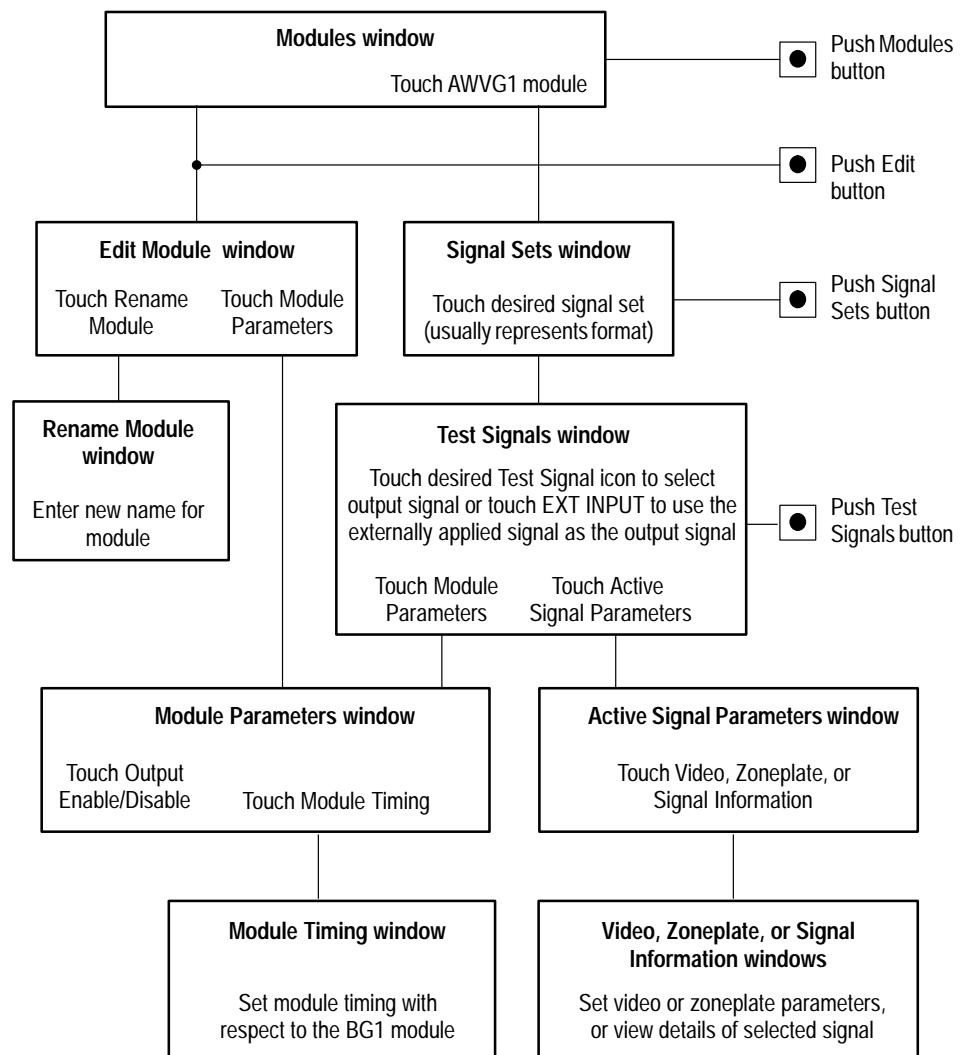 Modules window
Touch AWVG1 module
Push Modules
button
Push Edit
button
Edit Module window
Touch Rename
Module
Touch Module
Parameters
Signal Sets window
Touch desired signal set
(usually represents format)
Push Signal
Sets button
Rename Module
window
Enter new name for
module
Test Signals window
Touch desired Test Signal icon to select
output signal or touch EXT INPUT to use the
externally applied signal as the output signal
Touch Module
Parameters
Touch Active
Signal Parameters
Push Test
Signals button
Module Parameters window
Touch Output
Enable/Disable
Touch Module Timing
Active Signal Parameters window
Touch Video, Zoneplate, or
Signal Information
Module Timing window
Set module timing with
respect to the BG1 module
Video, Zoneplate, or Signal
Information windows
Set video or zoneplate parameters,
or view details of selected signal